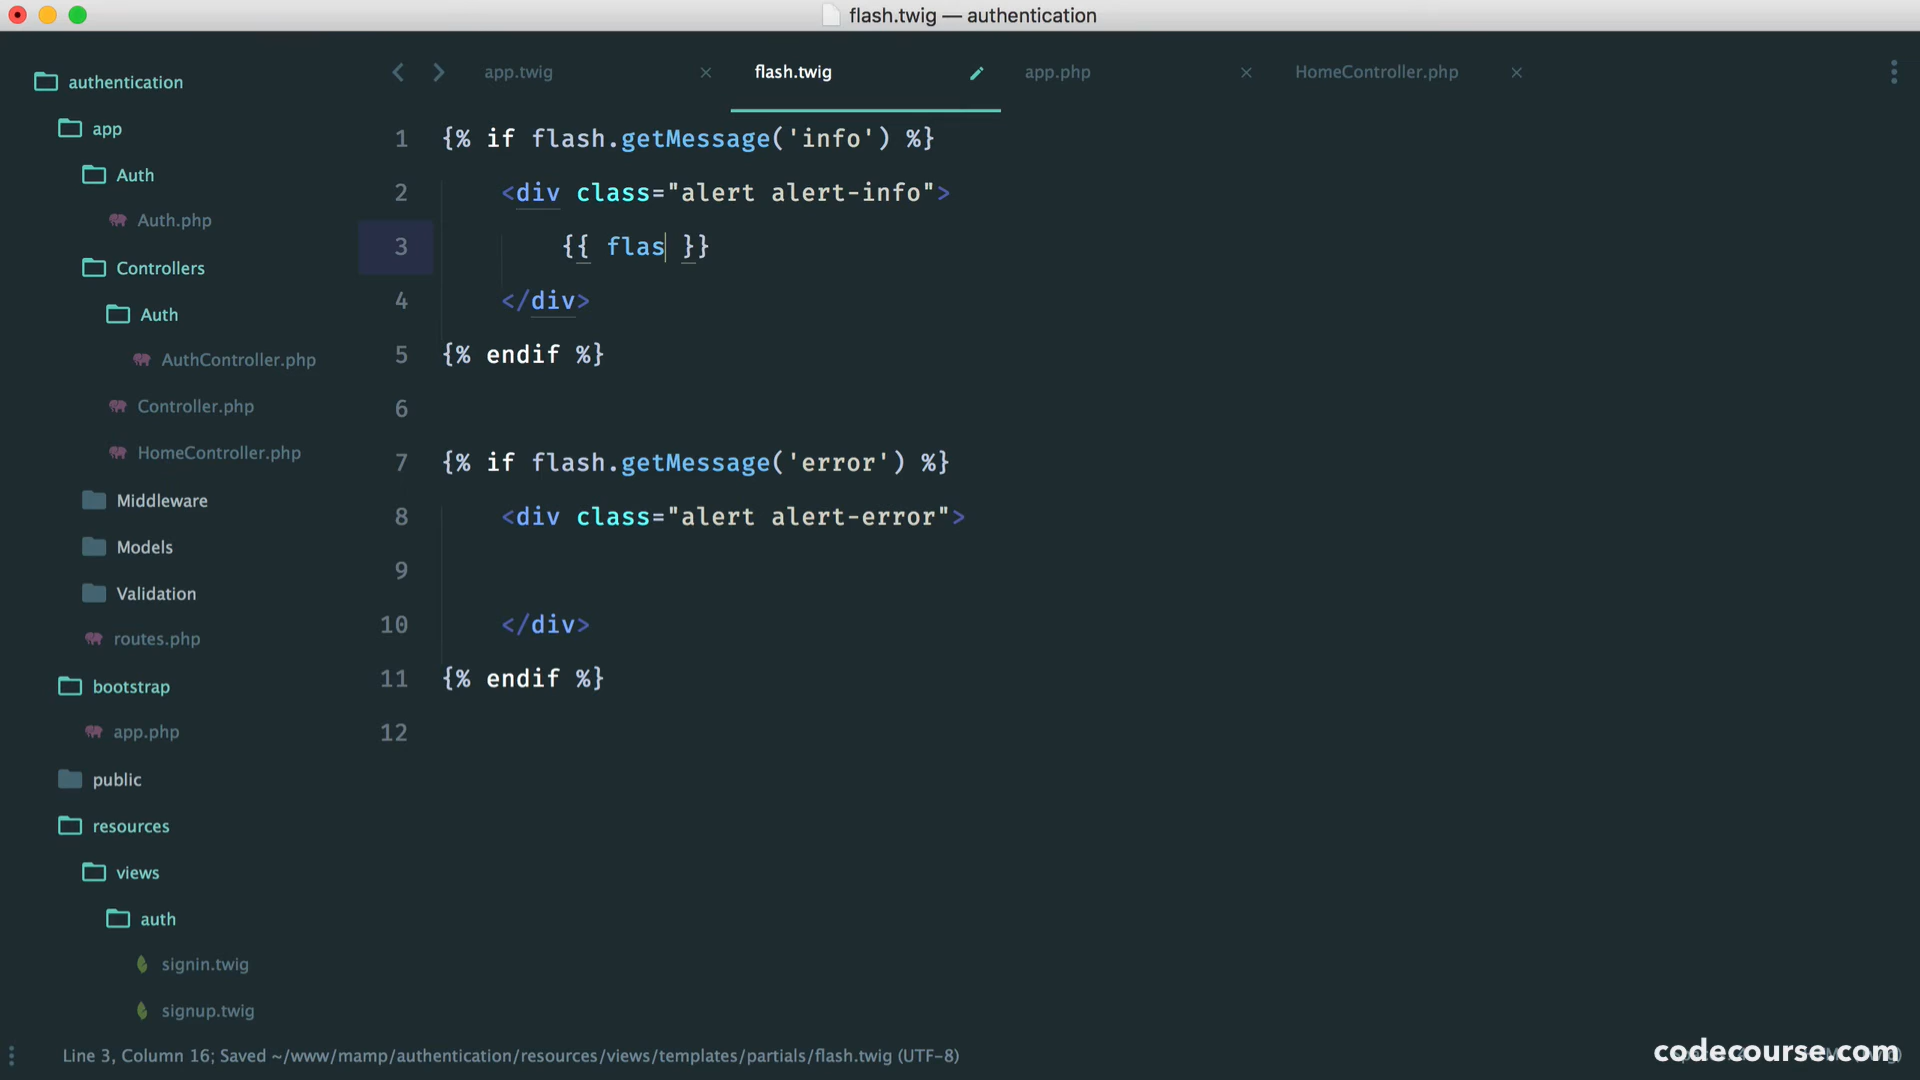 flash.twig — authentication
authentication
app
Auth
Auth.php
Controllers
Auth
AuthController.php
Controller.php
HomeController.php
Middleware
Models
Validation
routes.php
bootstrap
app.php
public
resources
views
auth
signin.twig
signup.twig
app.twig
flash.twig
app.php
HomeController.php
1 {% if flash.getMessage('info') %}
2 <div class="alert alert-info">
3 {{ flas }}
4 </div>
5 {% endif %}
6
7 {% if flash.getMessage('error') %}
8 <div class="alert alert-error">
9
10 </div>
11 {% endif %}
12
Line 3, Column 16; Saved ~/www/mamp/authentication/resources/views/templates/partials/flash.twig (UTF-8)
codecourse.com